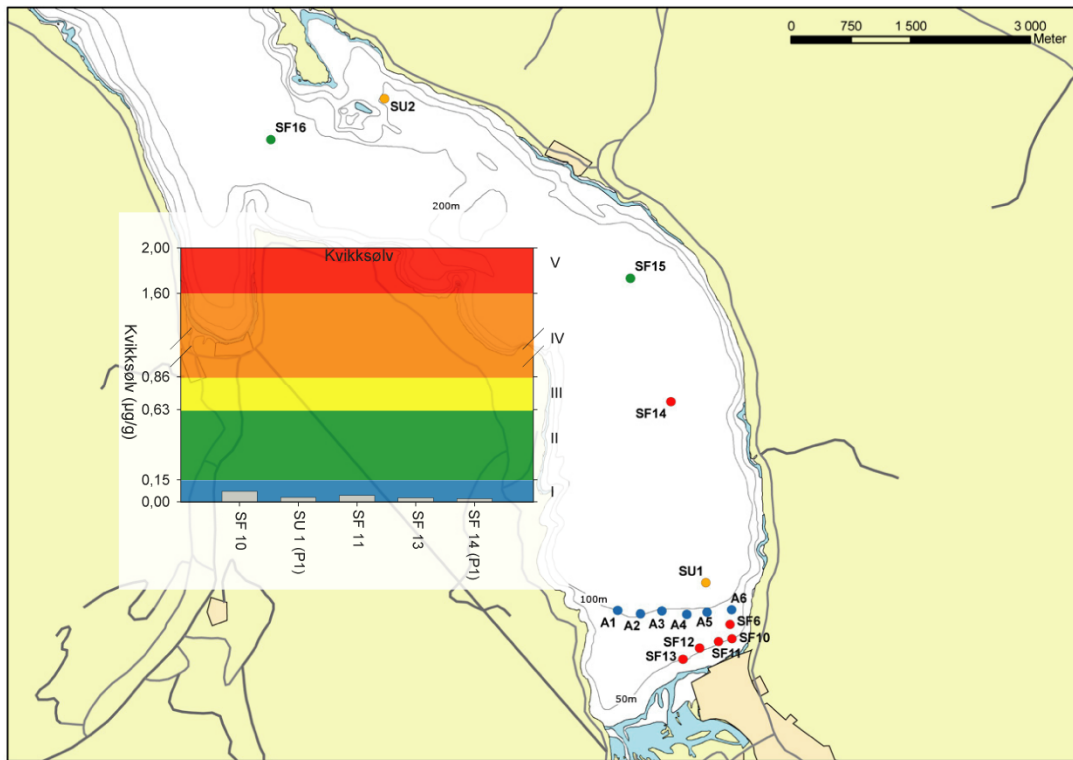 0 750 1 500 3 000
Meter
SU2
SF16
200m
SF15
2,00
Kvikksølv
V
1,60
IV
Kvikksølv (µg/g)
0,86
III
0,63
II
0,15
I
0,00
SF 10
SU 1 (P1)
SF 11
SF 13
SF 14 (P1)
SF14
SU1
100m
A1
A2
A3
A4
A5
A6
SF6
SF10
SF11
SF12
SF13
50m